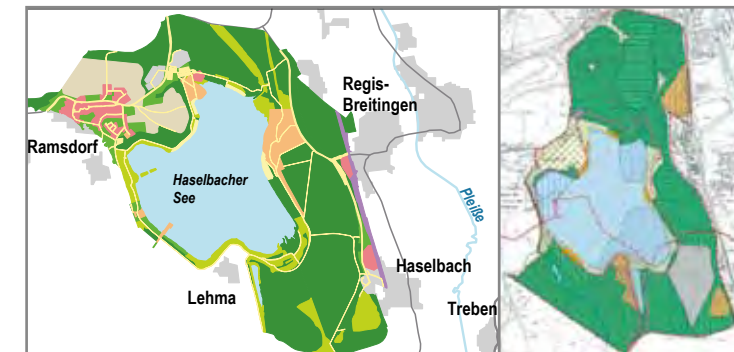 Regis-
Breitingen
Ramsdorf
Haselbacher
See
Pleiße
Haselbach
Lehma
Treben